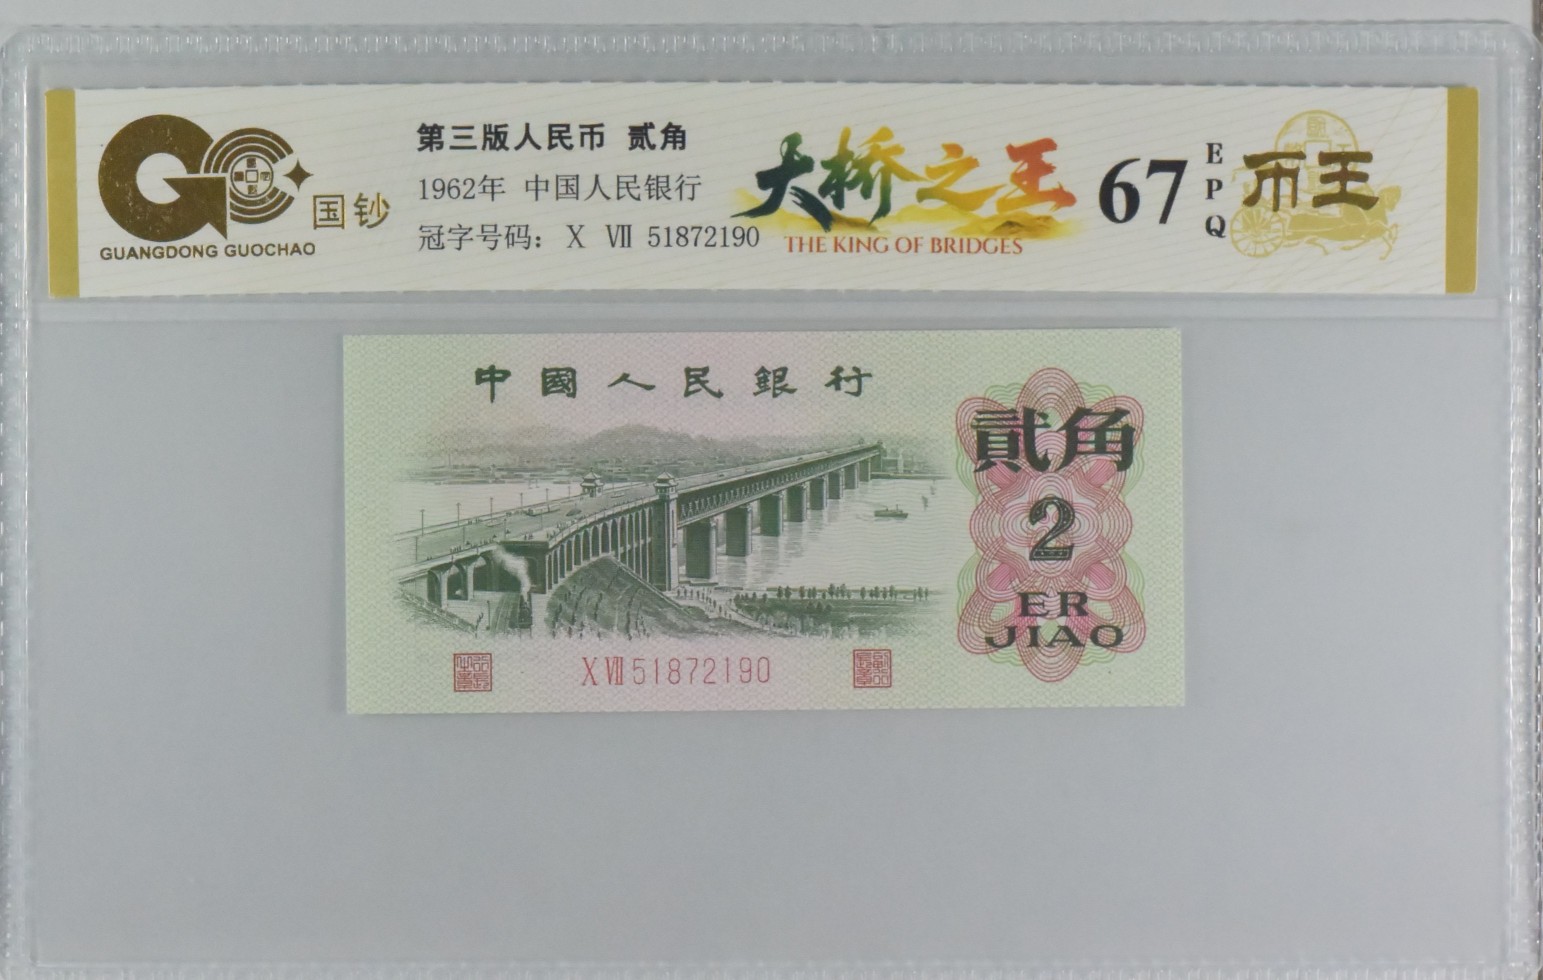 国钞
GUANGDONG GUOCHAO
第三版人民币 贰角
1962年 中国人民银行
冠字号码： X Ⅶ 51872190
大桥之王
THE KING OF BRIDGES
67
EPQ
币王
中國人民銀行
貳角
2
ER
JIAO
X Ⅶ 51872190